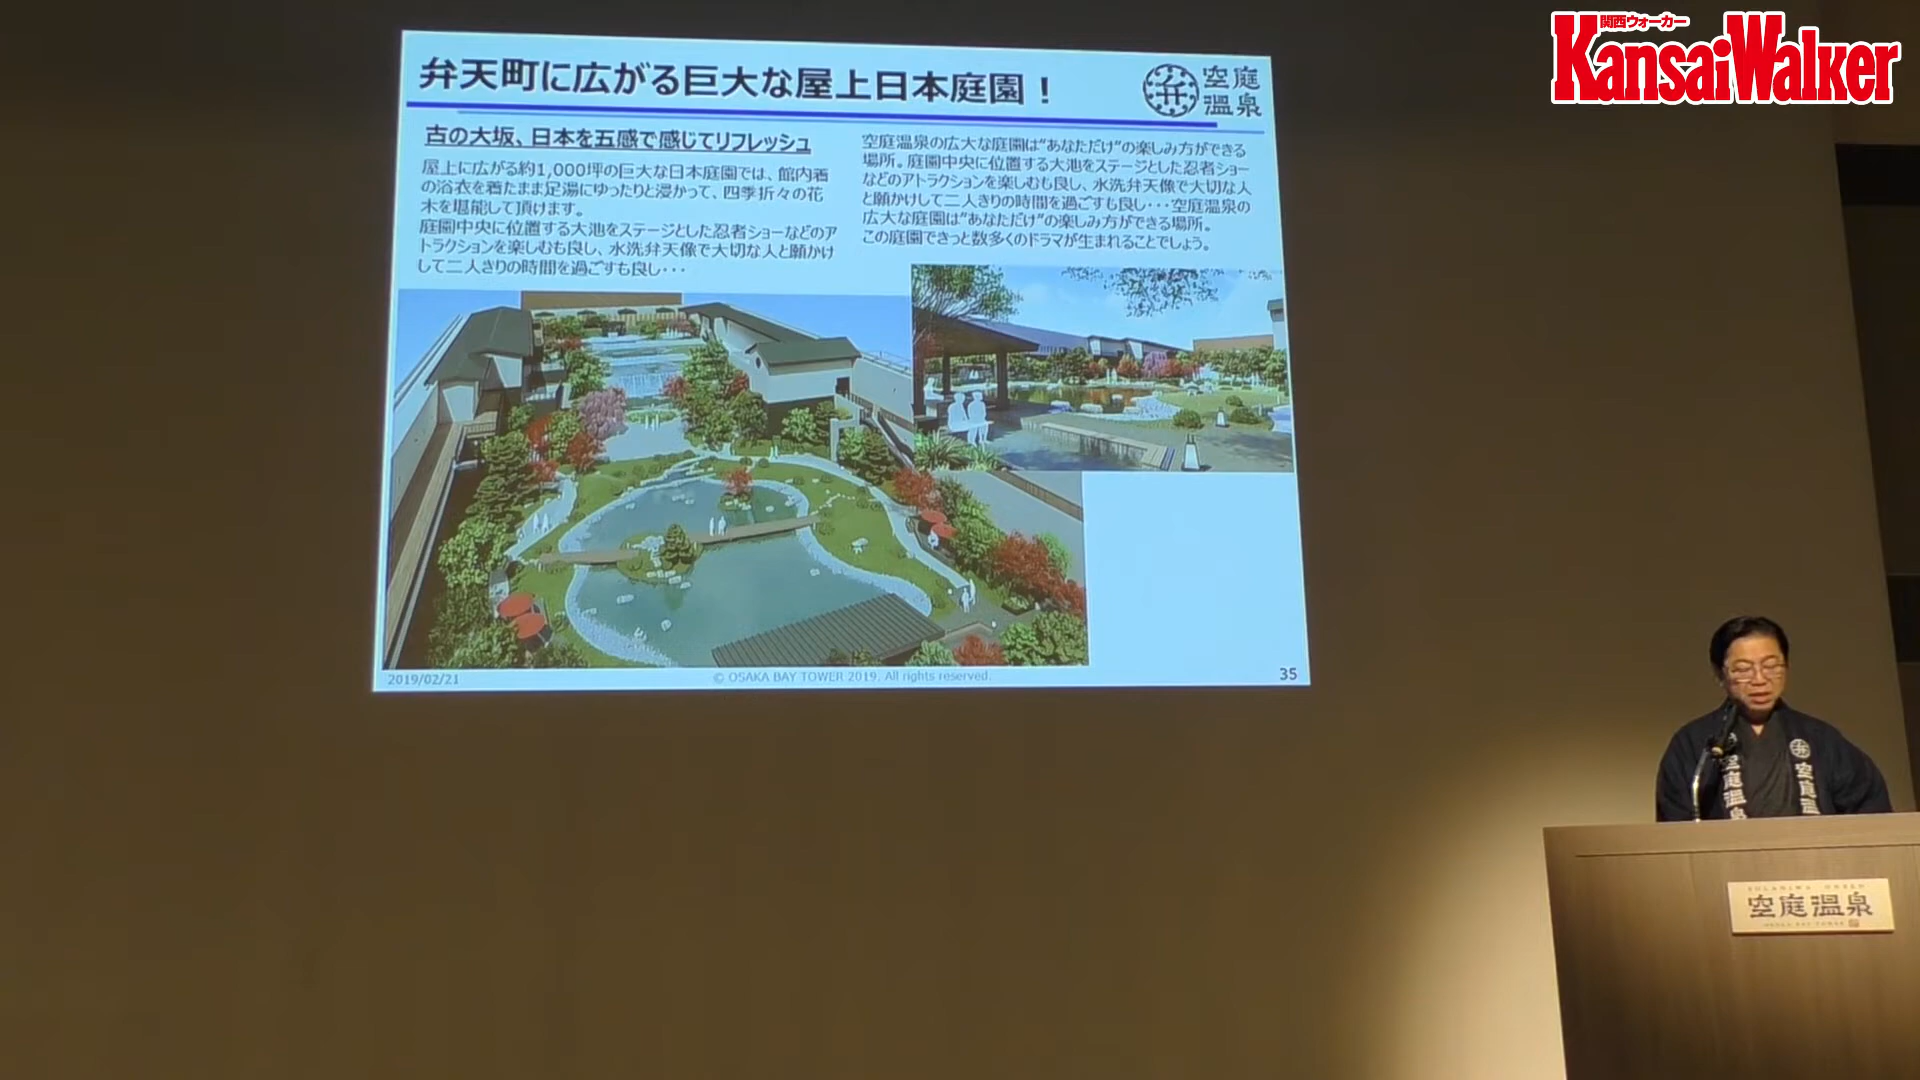 関西ウォーカー
KansaiWalker
弁天町に広がる巨大な屋上日本庭園！
弁
空庭
温泉
古の大坂、日本を五感で感じてリフレッシュ
屋上に広がる約1,000坪の巨大な日本庭園では、館内着
の浴衣を着たまま足湯にゆったりと浸かって、四季折々の花
木を堪能して頂けます。
庭園中央に位置する大池をステージとした忍者ショーなどのア
トラクションを楽しむも良し、水洗弁天像で大切な人と願かけ
して二人きりの時間を過ごすも良し･･･
空庭温泉の広大な庭園は“あなただけ”の楽しみ方ができる
場所。庭園中央に位置する大池をステージとした忍者ショー
などのアトラクションを楽しむも良し、水洗弁天像で大切な人
と願かけして二人きりの時間を過ごすも良し･･･空庭温泉の
広大な庭園は“あなただけ”の楽しみ方ができる場所。
この庭園できっと数多くのドラマが生まれることでしょう。
2019/02/21
© OSAKA BAY TOWER 2019. All rights reserved.
35
弁
空庭温泉
空庭温
SOLANIWA ONSEN
空庭温泉
OSAKA BAY TOWER